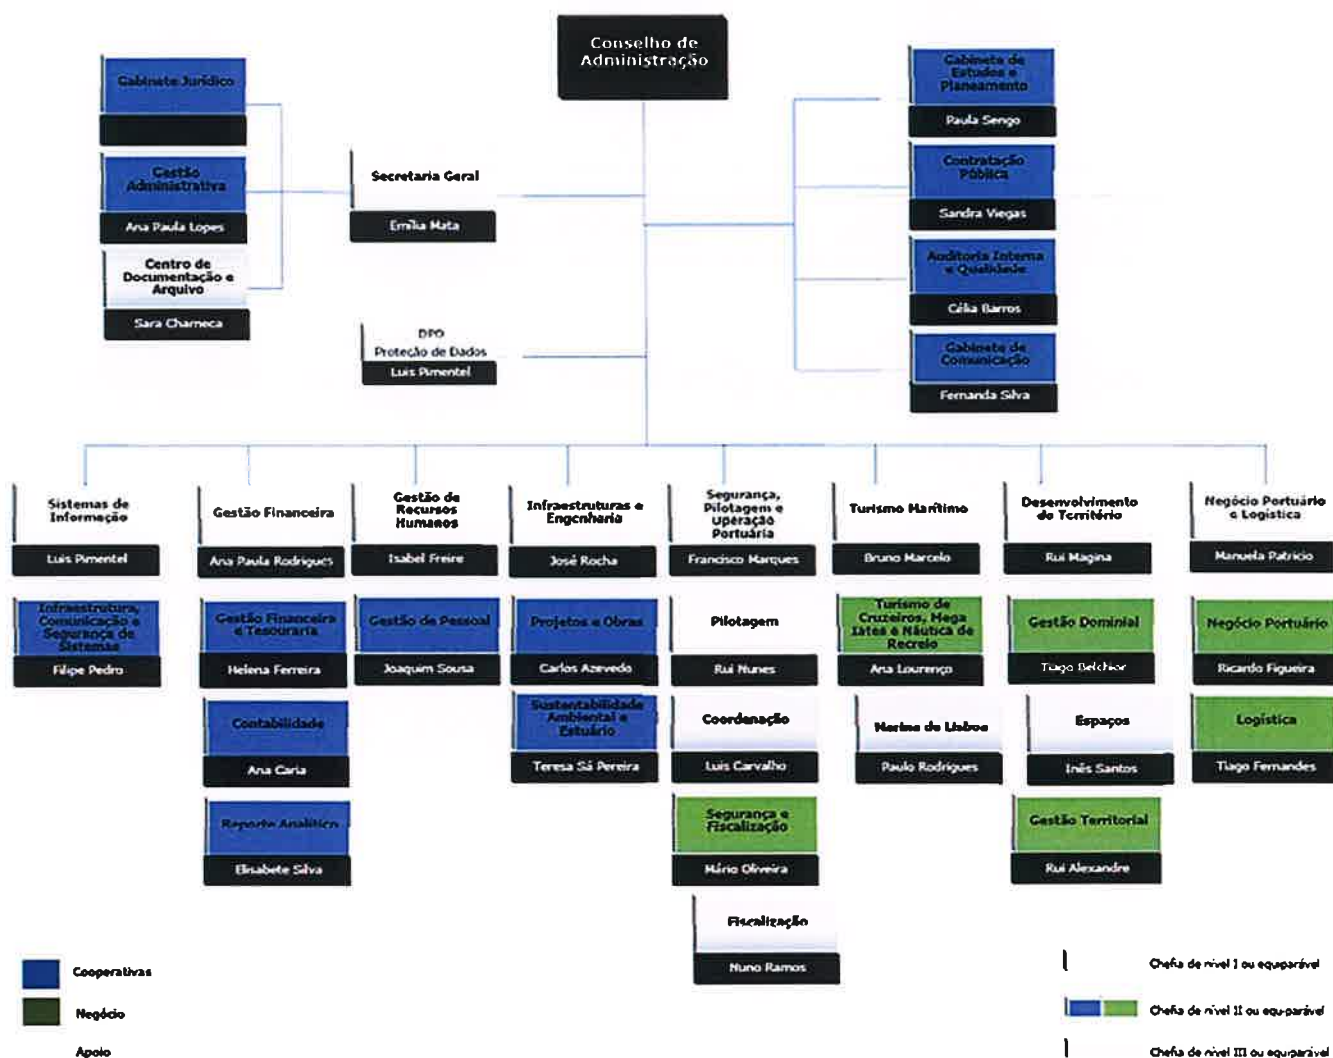 Conselho de
Administração
Gabinete Jurídico
Gestão
Administrativa
Ana Paula Lopes
Centro de
Documentação e
Arquivo
Sara Charneca
Secretaria Geral
Emília Mata
DPO
Proteção de Dados
Luis Pimentel
Gabinete de
Estudos e
Planeamento
Paula Sengo
Contratação
Pública
Sandra Viegas
Auditoria Interna
e Qualidade
Célia Barros
Gabinete de
Comunicação
Fernanda Silva
Sistemas de
Informação
Luis Pimentel
Infraestrutura,
Comunicação e
Segurança de
Sistemas
Filipe Pedro
Gestão Financeira
Ana Paula Rodrigues
Gestão Financeira
e Tesouraria
Helena Ferreira
Contabilidade
Ana Caria
Reporte Analítico
Elisabete Silva
Gestão de
Recursos
Humanos
Isabel Freire
Gestão de Pessoal
Joaquim Sousa
Infraestruturas e
Engenharia
José Rocha
Projetos e Obras
Carlos Azevedo
Sustentabilidade
Ambiental e
Estuário
Teresa Sá Pereira
Segurança,
Pilotagem e
Operação
Portuária
Francisco Marques
Pilotagem
Rui Nunes
Coordenação
Luis Carvalho
Segurança e
Fiscalização
Mário Oliveira
Fiscalização
Nuno Ramos
Turismo Marítimo
Bruno Marcelo
Turismo de
Cruzeiros, Mega
Iates e Náutica de
Recreio
Ana Lourenço
Marina de Lisboa
Paulo Rodrigues
Desenvolvimento
do Território
Rui Magina
Gestão Dominial
Tiago Belchior
Espaços
Inês Santos
Gestão Territorial
Rui Alexandre
Negócio Portuário
e Logística
Manuela Patrício
Negócio Portuário
Ricardo Figueira
Logística
Tiago Fernandes
Cooperativas
Negócio
Apoio
Chefia de nível I ou equiparável
Chefia de nível II ou equiparável
Chefia de nível III ou equiparável